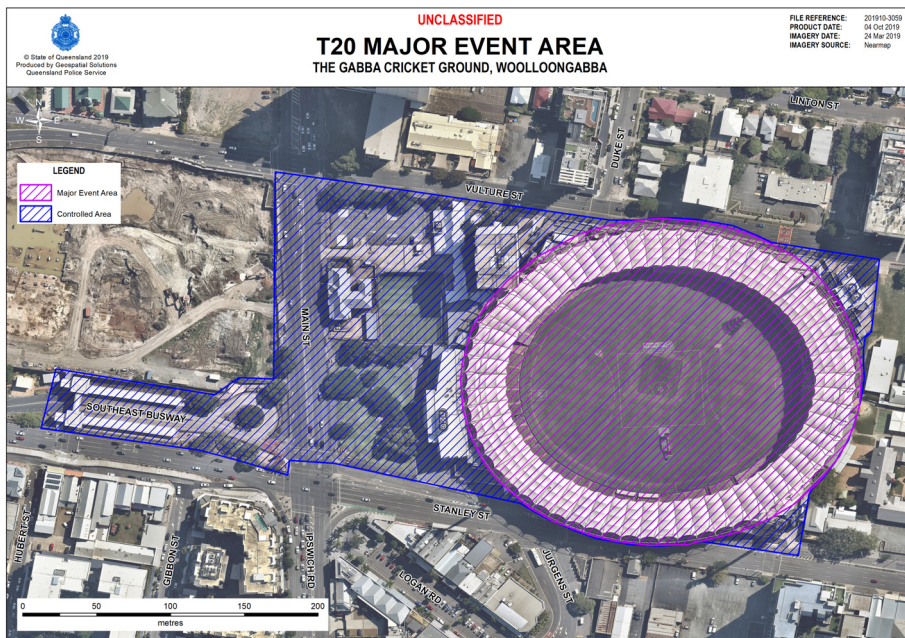 UNCLASSIFIED
T20 MAJOR EVENT AREA
THE GABBA CRICKET GROUND, WOOLLOONGABBA
© State of Queensland 2019
Produced by Geospatial Solutions
Queensland Police Service
FILE REFERENCE: 201910-3059
PRODUCT DATE: 04 Oct 2019
IMAGERY DATE: 24 Mar 2019
IMAGERY SOURCE: Nearmap
N
W E
S
LEGEND
Major Event Area
Controlled Area
LINTON ST
DUKE ST
VULTURE ST
MAIN ST
SOUTHEAST BUSWAY
STANLEY ST
HUBERT ST
GIBBON ST
IPSWICH RD
LOGAN RD
JURGENS ST
0 50 100 150 200
metres